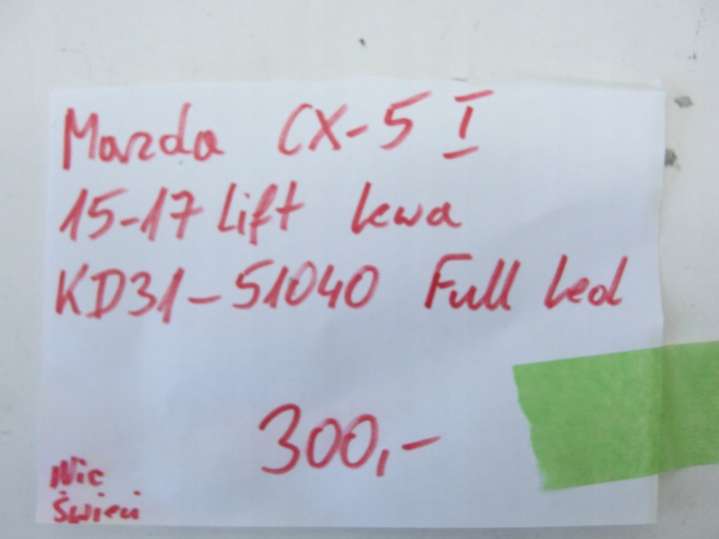 Mazda CX-5 I
15-17 Lift lewa
KD31-51040 Full Led
300,-
Nic
świeci